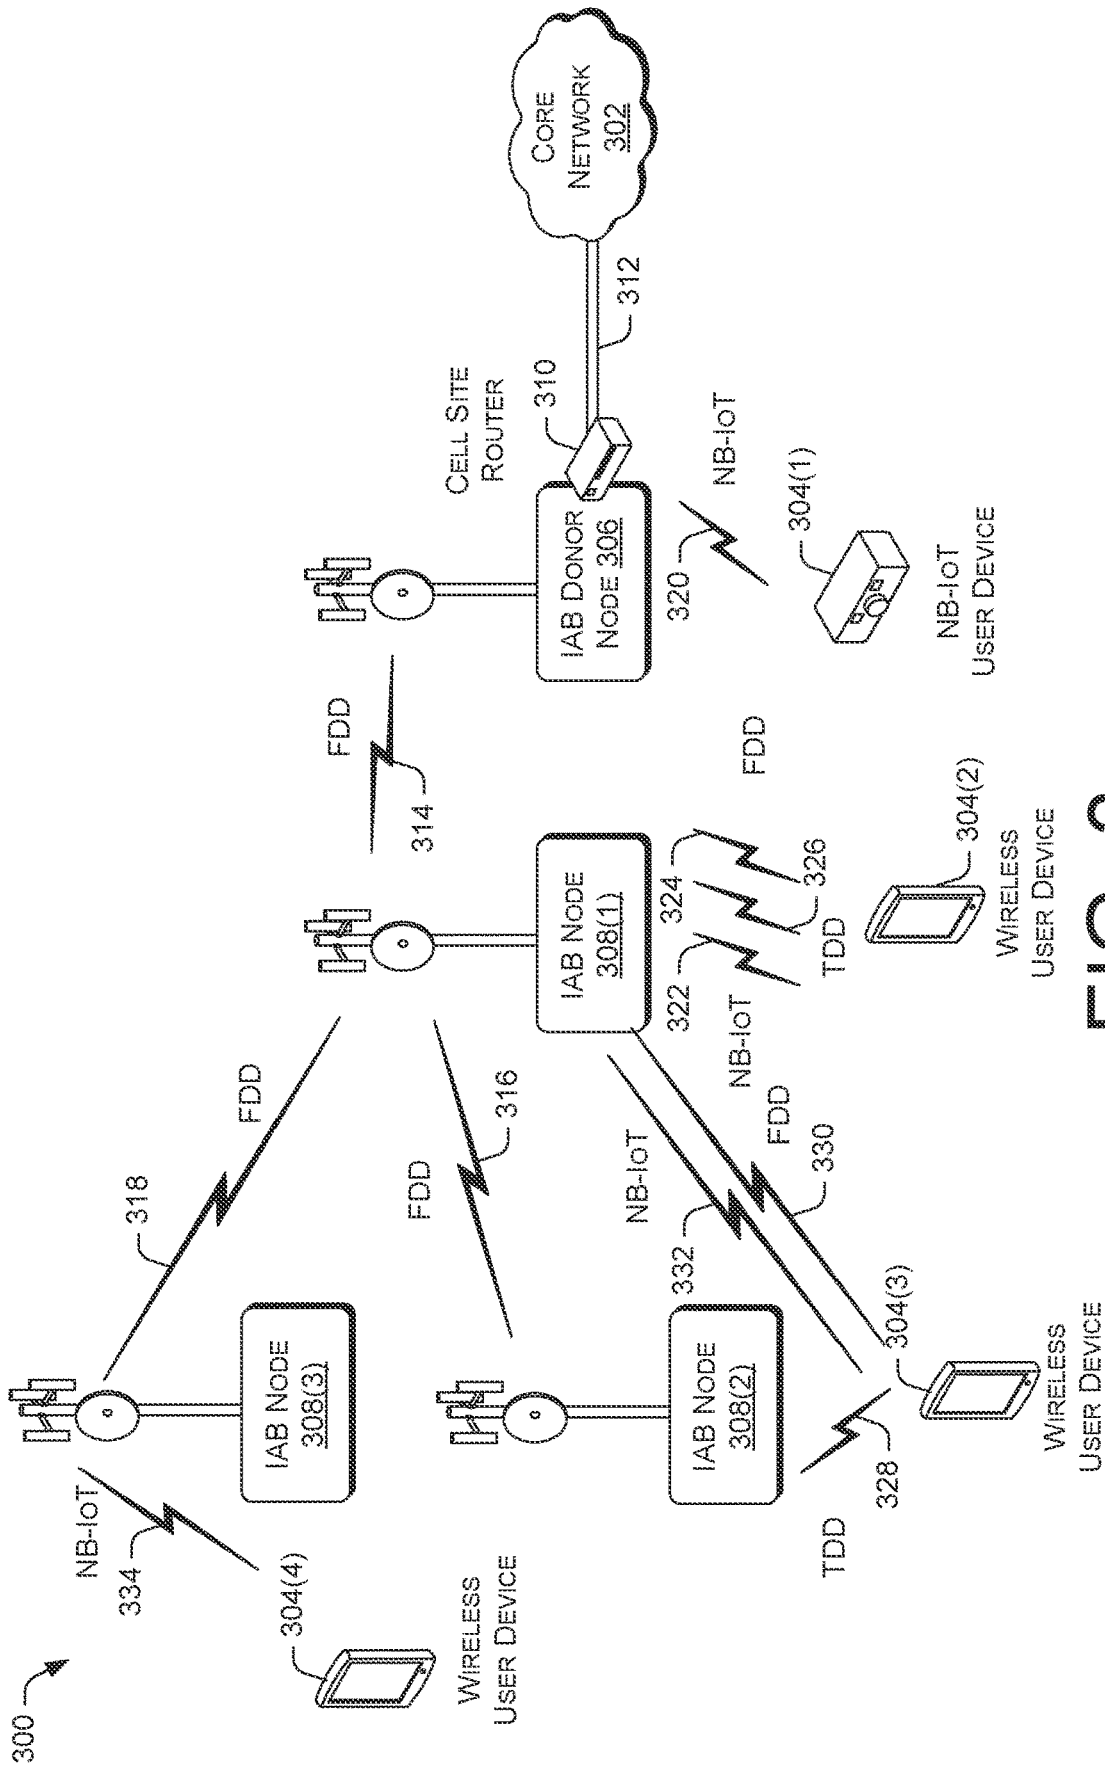 300
NB-IoT
334
304(4)
WIRELESS
USER DEVICE
IAB NODE
308(3)
318
FDD
FDD
316
IAB NODE
308(2)
TDD
328
304(3)
WIRELESS
USER DEVICE
332
NB-IoT
FDD
330
314
FDD
IAB NODE
308(1)
322
324
326
NB-IoT
TDD
FDD
304(2)
WIRELESS
USER DEVICE
CELL SITE
ROUTER
310
IAB DONOR
NODE 306
312
CORE
NETWORK
302
320
NB-IoT
304(1)
NB-IoT
USER DEVICE